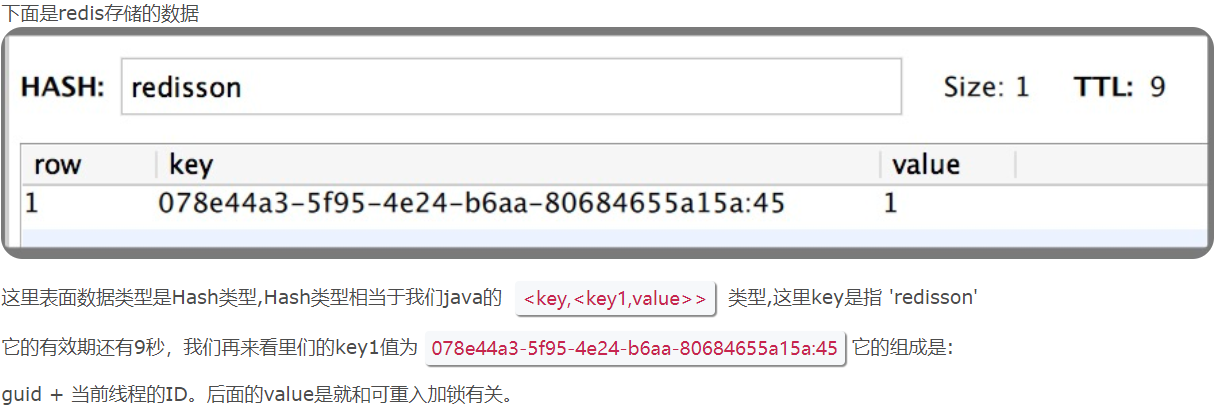 下面是redis存储的数据
HASH: redisson Size: 1 TTL: 9
row key value
1 078e44a3-5f95-4e24-b6aa-80684655a15a:45 1
这里表面数据类型是Hash类型,Hash类型相当于我们java的 <key,<key1,value>> 类型,这里key是指 'redisson'
它的有效期还有9秒，我们再来看里们的key1值为 078e44a3-5f95-4e24-b6aa-80684655a15a:45 它的组成是:
guid + 当前线程的ID。后面的value是就和可重入加锁有关。